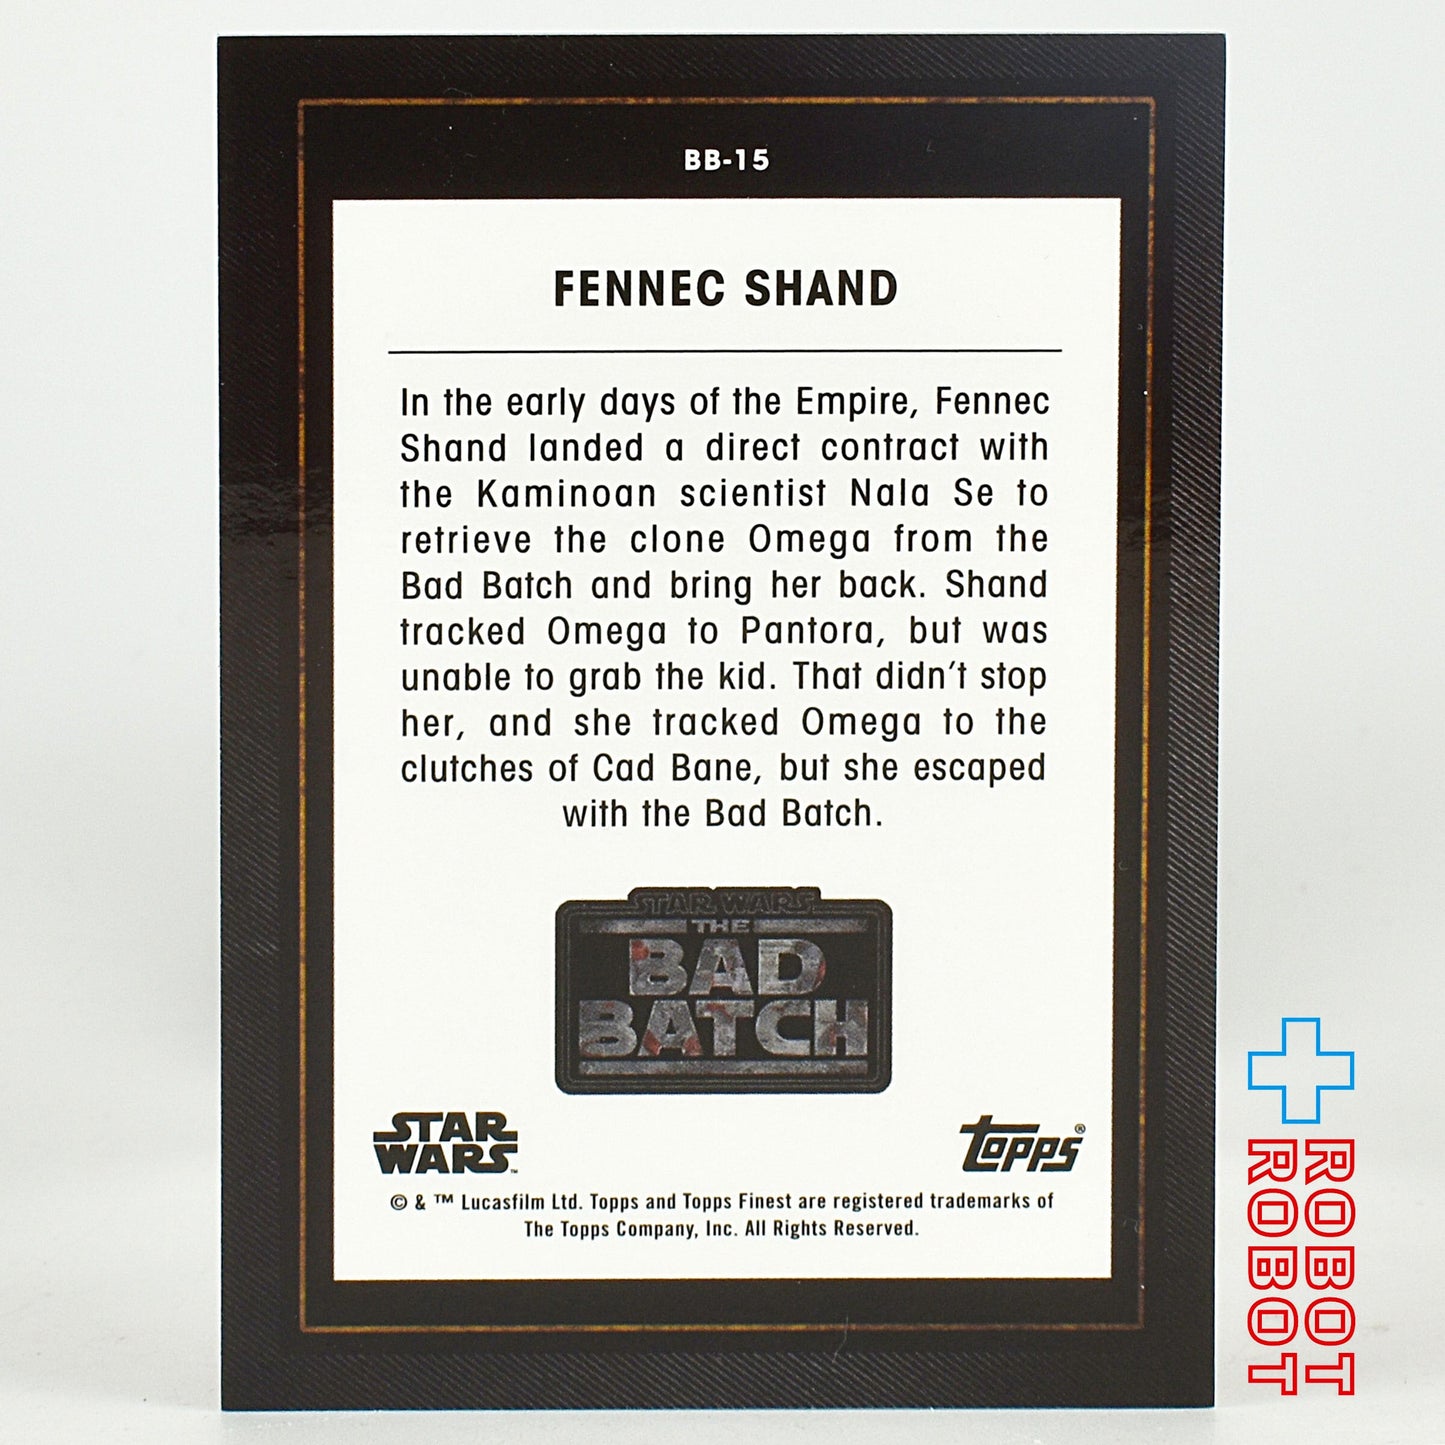 BB-15
FENNEC SHAND
In the early days of the Empire, Fennec
Shand landed a direct contract with
the Kaminoan scientist Nala Se to
retrieve the clone Omega from the
Bad Batch and bring her back. Shand
tracked Omega to Pantora, but was
unable to grab the kid. That didn't stop
her, and she tracked Omega to the
clutches of Cad Bane, but she escaped
with the Bad Batch.
STAR WARS
THE
BAD
BATCH
STAR
WARS™
topps®
© & ™ Lucasfilm Ltd. Topps and Topps Finest are registered trademarks of
The Topps Company, Inc. All Rights Reserved.
ROBOT
ROBOT